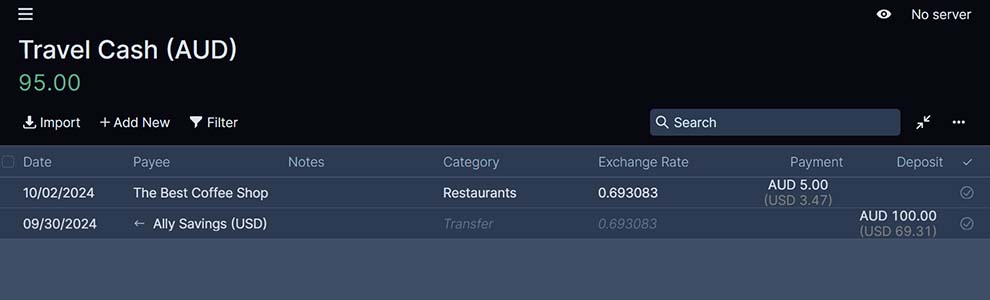 No server
Travel Cash (AUD)
95.00
Import + Add New Filter Search
Date Payee Notes Category Exchange Rate Payment Deposit
10/02/2024 The Best Coffee Shop Restaurants 0.693083 AUD 5.00
(USD 3.47)
09/30/2024 ← Ally Savings (USD) Transfer 0.693083 AUD 100.00
(USD 69.31)